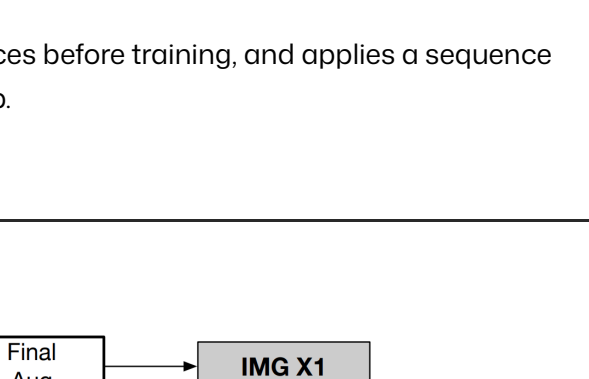 ces before training, and applies a sequence
p.
Final
Aug
IMG X1